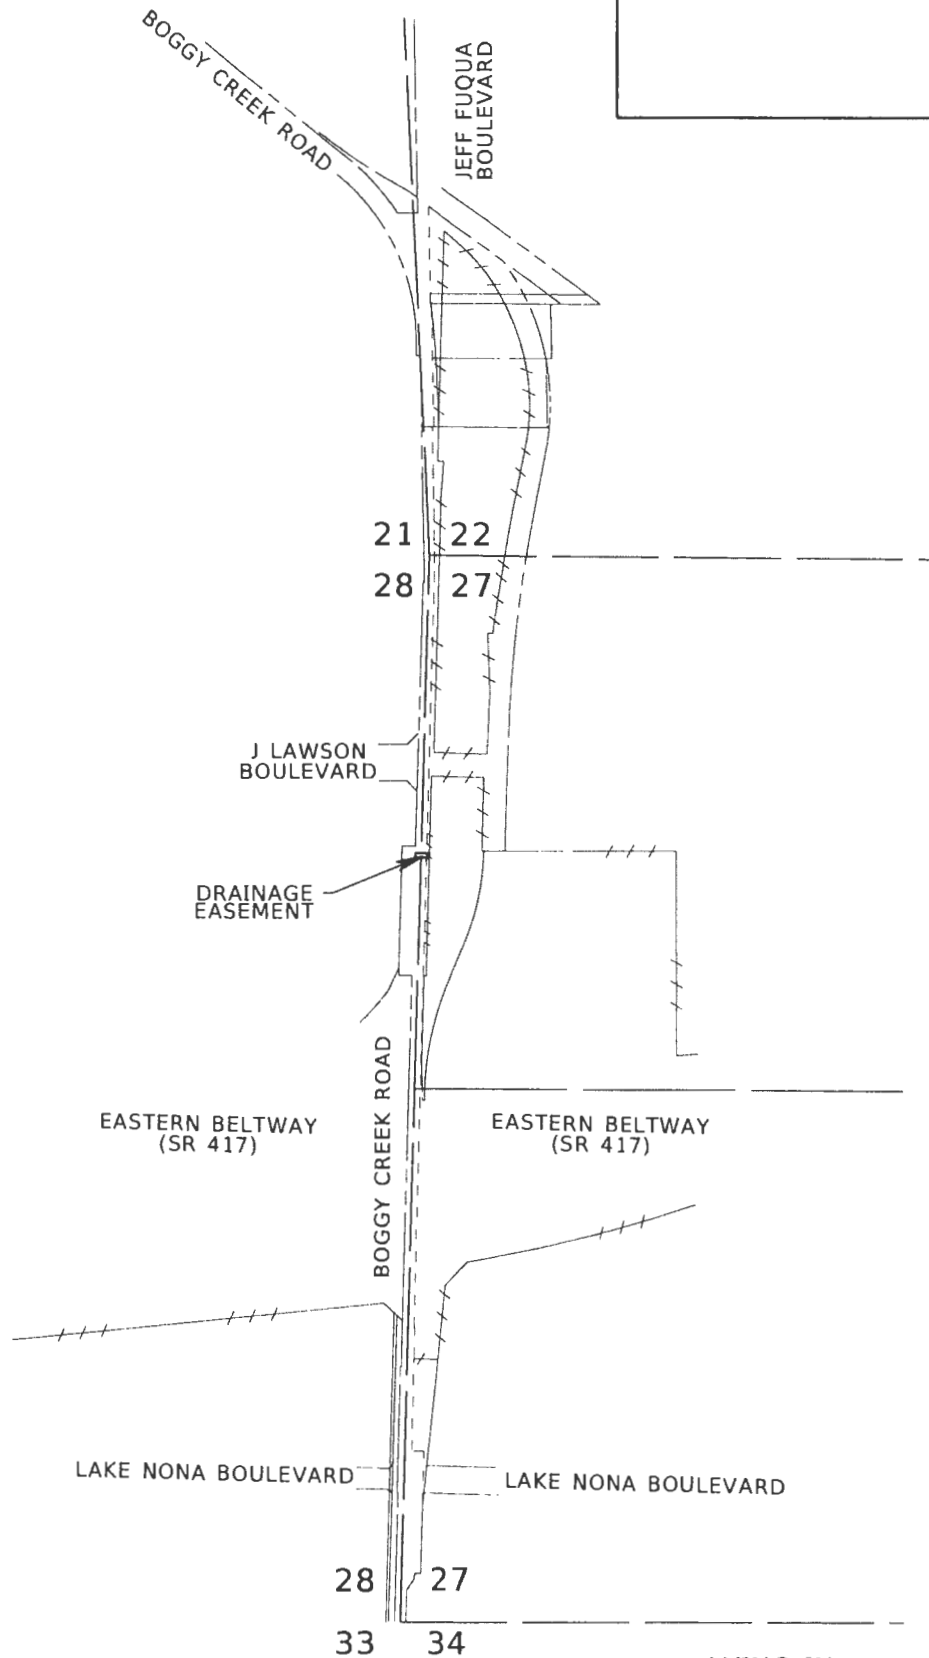 BOGGY CREEK ROAD
JEFF FUQUA
BOULEVARD
21 22
28 27
J LAWSON
BOULEVARD
DRAINAGE
EASEMENT
BOGGY CREEK ROAD
EASTERN BELTWAY
(SR 417)
EASTERN BELTWAY
(SR 417)
LAKE NONA BOULEVARD
LAKE NONA BOULEVARD
28 27
33 34